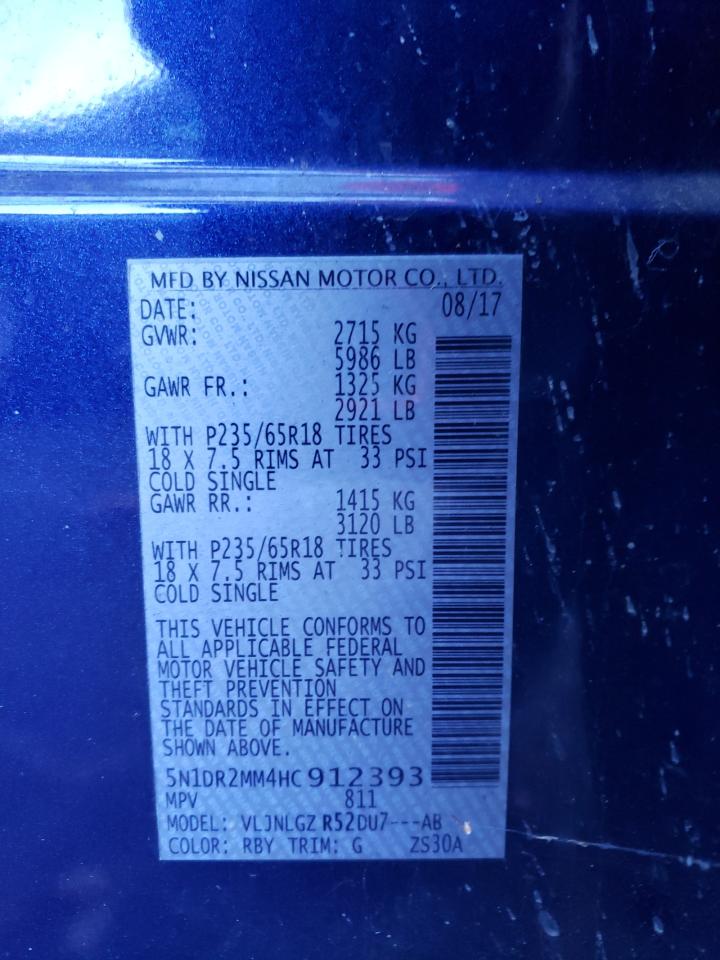 MFD BY NISSAN MOTOR CO., LTD.
DATE: 08/17
GVWR: 2715 KG
5986 LB
GAWR FR.: 1325 KG
2921 LB
WITH P235/65R18 TIRES
18 X 7.5 RIMS AT 33 PSI
COLD SINGLE
GAWR RR.: 1415 KG
3120 LB
WITH P235/65R18 TIRES
18 X 7.5 RIMS AT 33 PSI
COLD SINGLE
THIS VEHICLE CONFORMS TO
ALL APPLICABLE FEDERAL
MOTOR VEHICLE SAFETY AND
THEFT PREVENTION
STANDARDS IN EFFECT ON
THE DATE OF MANUFACTURE
SHOWN ABOVE.
5N1DR2MM4HC912393
MPV 811
MODEL: VLJNLGZ R52DU7---AB
COLOR: RBY TRIM: G ZS30A